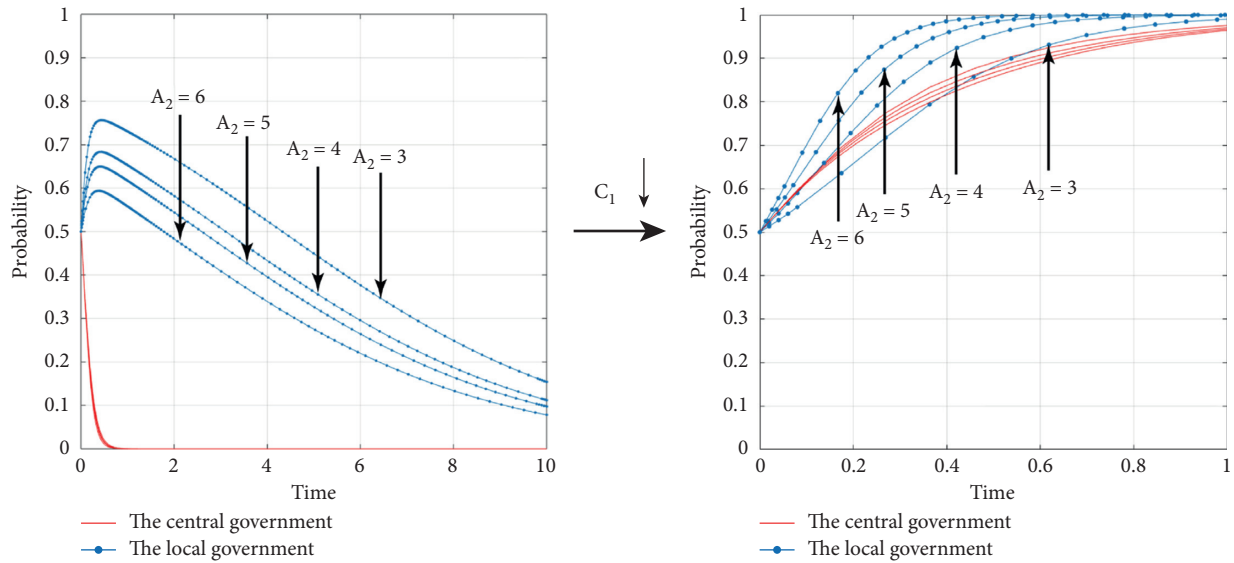 1
0.9
0.8
0.7
0.6
0.5
0.4
0.3
0.2
0.1
0
Probability
A2 = 6
A2 = 5
A2 = 4
A2 = 3
0 2 4 6 8 10
Time
The central government
The local government
C1
1
0.9
0.8
0.7
0.6
0.5
0.4
0.3
0.2
0.1
0
Probability
A2 = 3
A2 = 4
A2 = 5
A2 = 6
0 0.2 0.4 0.6 0.8 1
Time
The central government
The local government